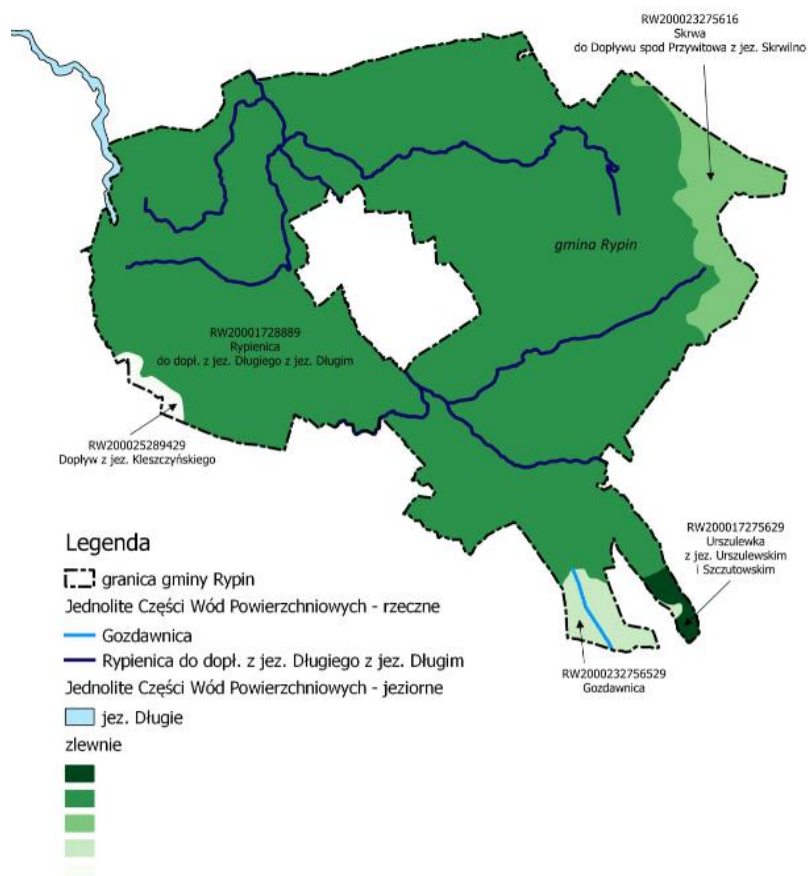 RW200023275616
Skrwa
do Dopływu spod Przywitowa z jez. Skrwilno
gmina Rypin
RW20001728889
Rypienica
do dopł. z jez. Długiego z jez. Długim
RW200025289429
Dopływ z jez. Kleszczyńskiego
RW200017275629
Urszulewka
z jez. Urszulewskim
i Szczutowskim
RW2000232756529
Gozdawnica
Legenda
granica gminy Rypin
Jednolite Części Wód Powierzchniowych - rzeczne
Gozdawnica
Rypienica do dopł. z jez. Długiego z jez. Długim
Jednolite Części Wód Powierzchniowych - jeziorne
jez. Długie
zlewnie